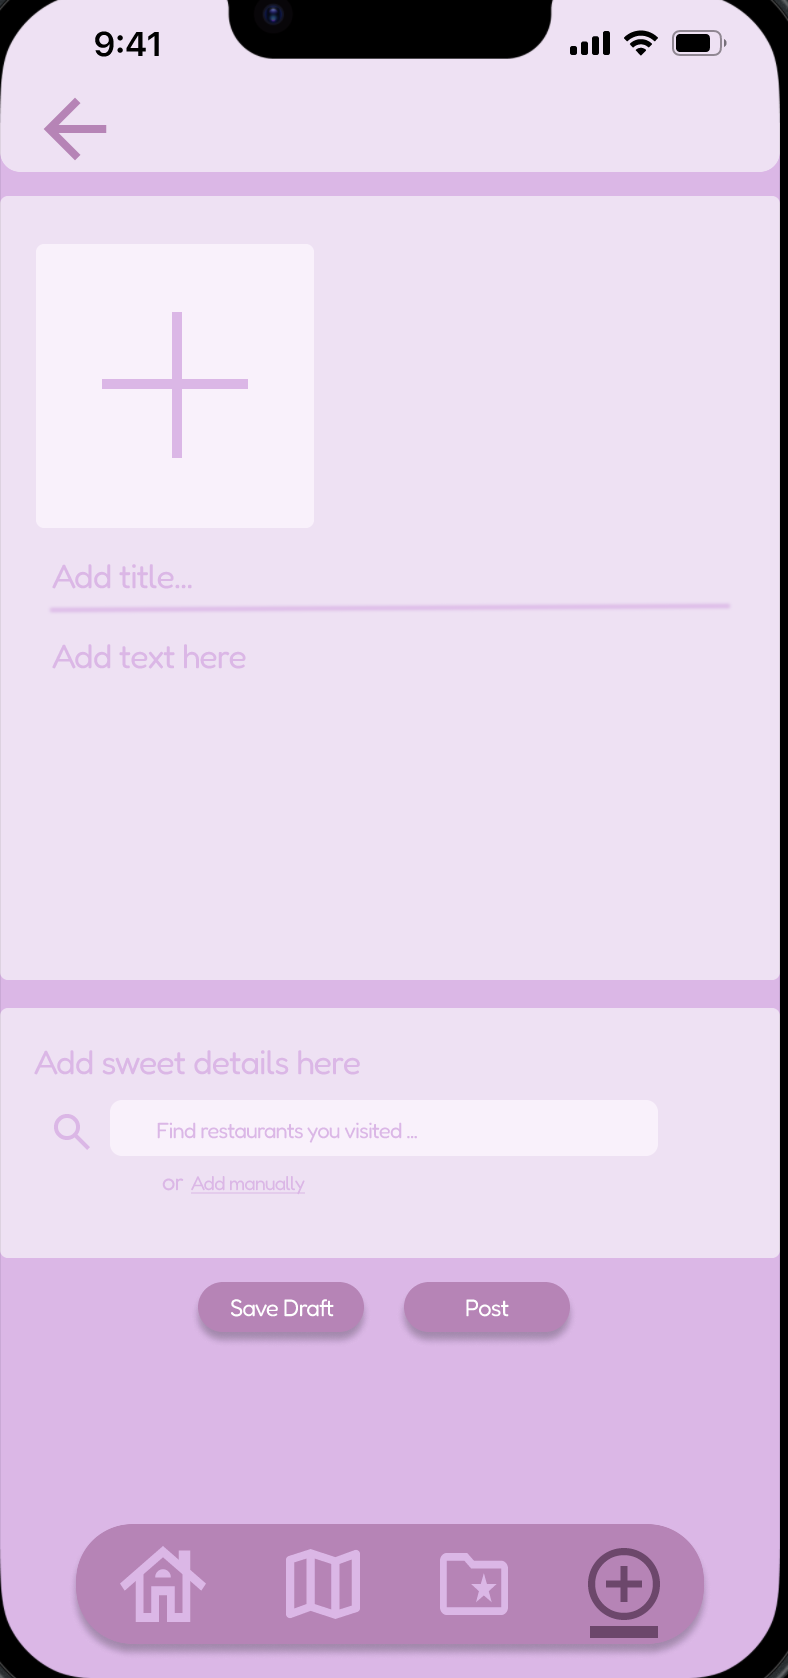 9:41
Add title...
Add text here
Add sweet details here
Find restaurants you visited ...
or Add manually
Save Draft
Post